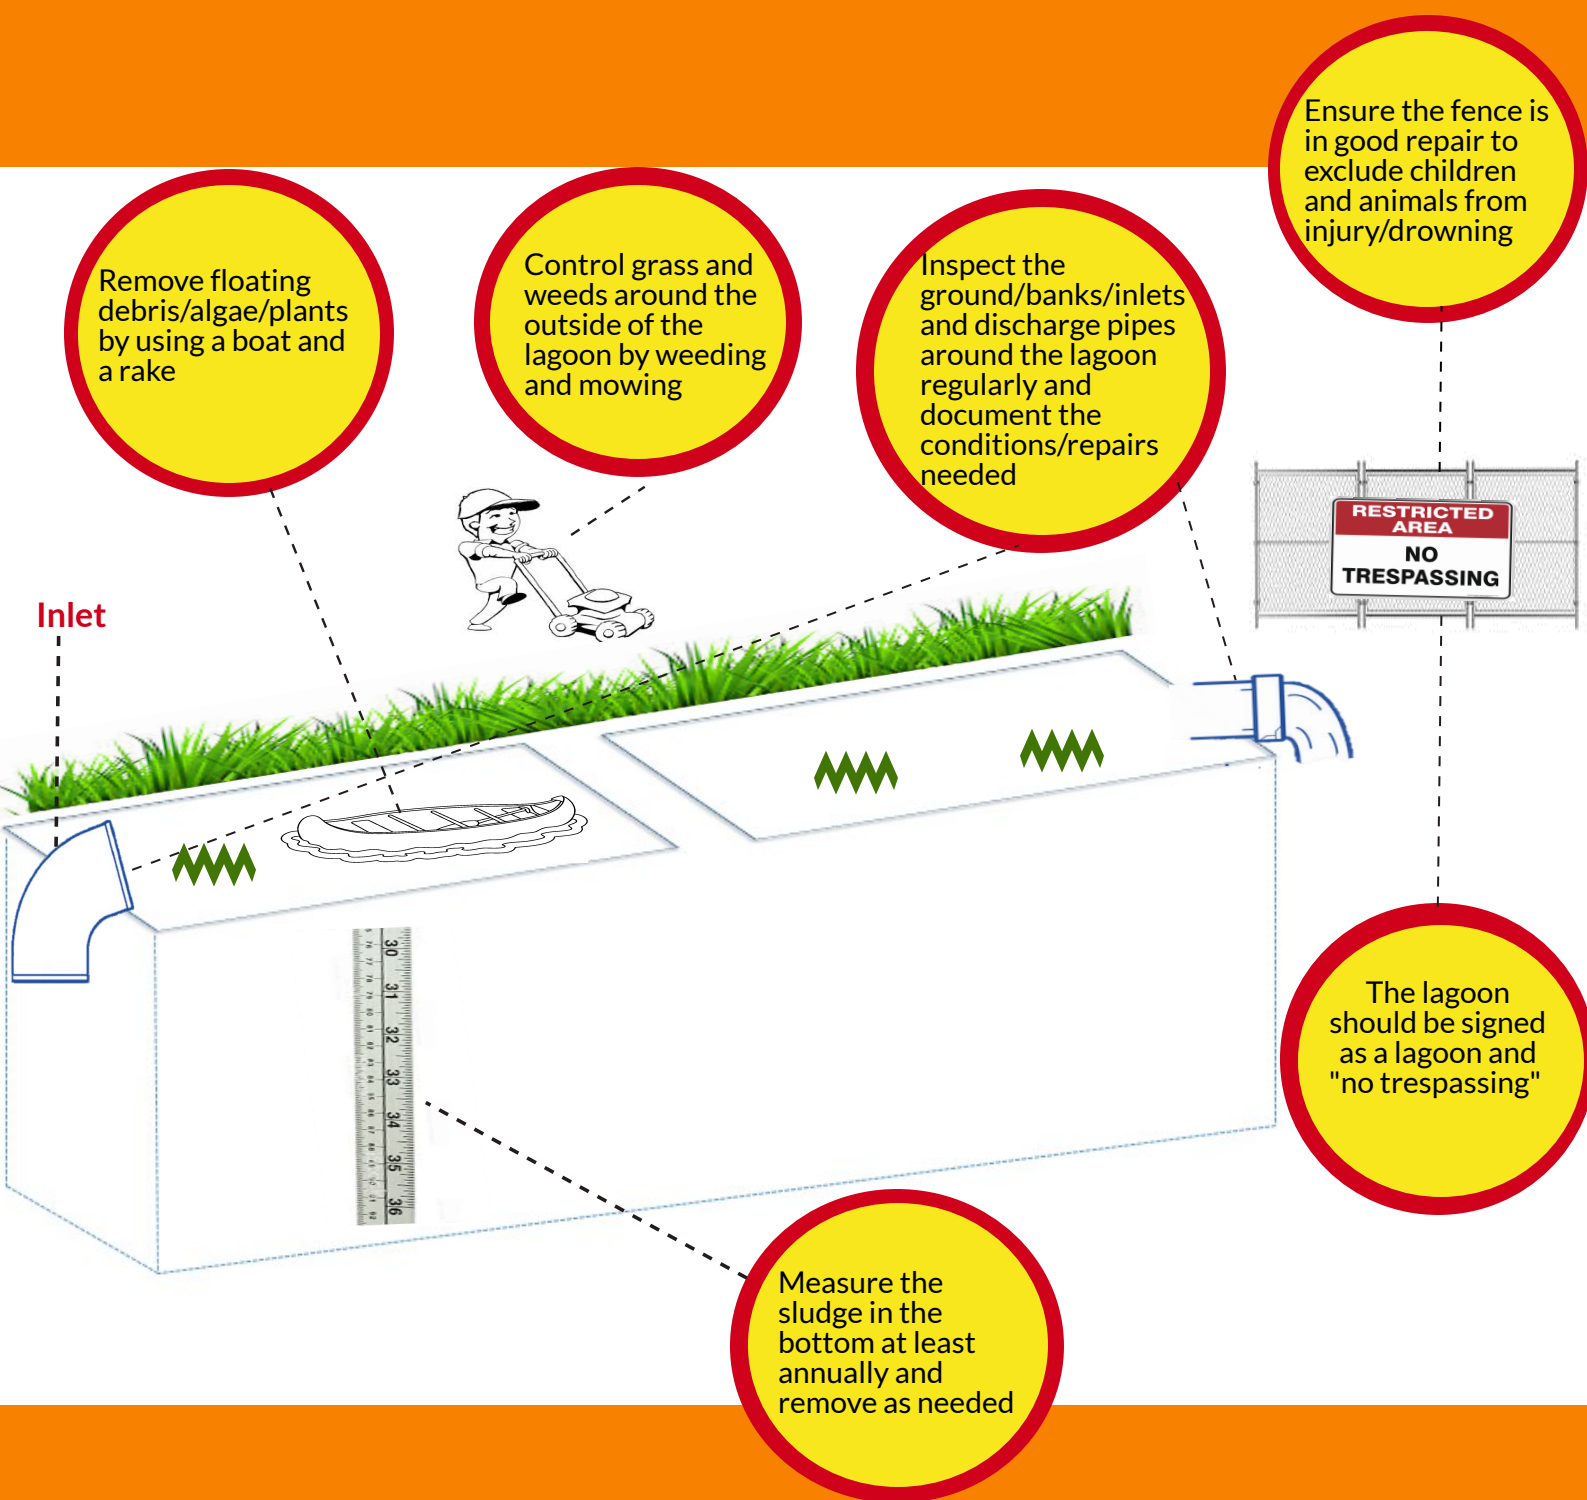 Ensure the fence is
in good repair to
exclude children
and animals from
injury/drowning
Remove floating
debris/algae/plants
by using a boat and
a rake
Control grass and
weeds around the
outside of the
lagoon by weeding
and mowing
Inspect the
ground/banks/inlets
and discharge pipes
around the lagoon
regularly and
document the
conditions/repairs
needed
RESTRICTED
AREA
NO
TRESPASSING
Inlet
30
31
32
33
34
35
36
The lagoon
should be signed
as a lagoon and
"no trespassing"
Measure the
sludge in the
bottom at least
annually and
remove as needed